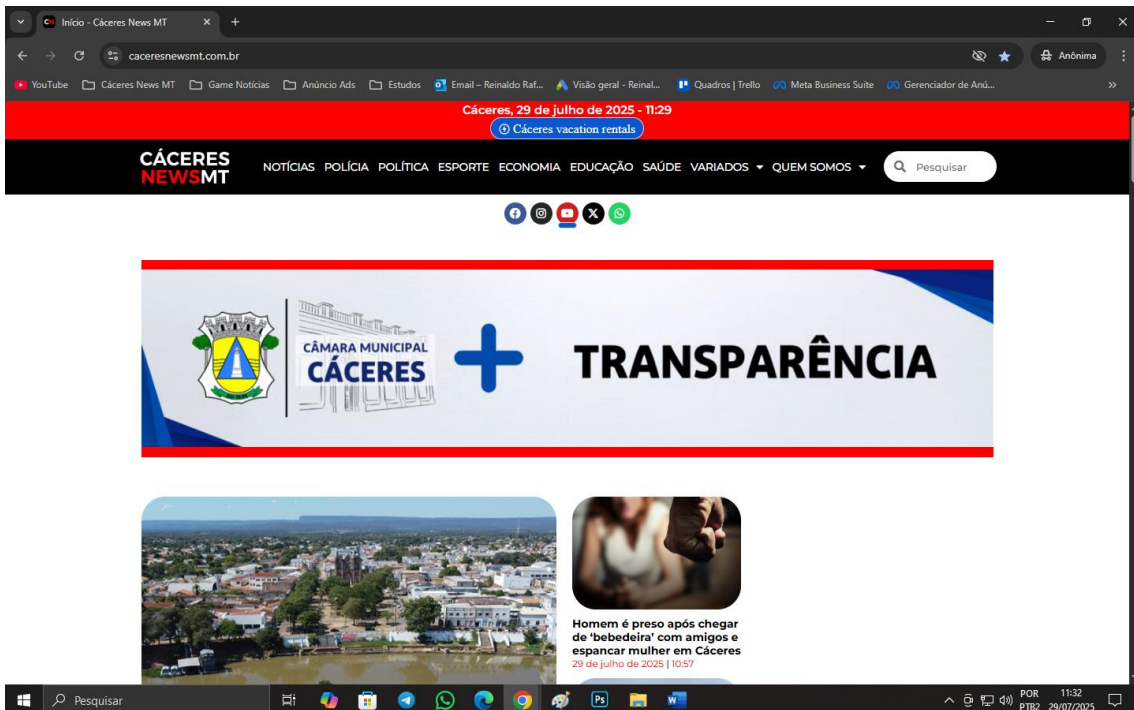 CN Início - Cáceres News MT
caceresnewsmt.com.br
Anônima
YouTube Cáceres News MT Game Notícias Anúncio Ads Estudos Email – Reinaldo Raf... Visão geral - Reinal... Quadros | Trello Meta Business Suite Gerenciador de Anú...
Cáceres, 29 de julho de 2025 - 11:29
Cáceres vacation rentals
CÁCERES
NEWSMT
NOTÍCIAS POLÍCIA POLÍTICA ESPORTE ECONOMIA EDUCAÇÃO SAÚDE VARIADOS QUEM SOMOS
Pesquisar
CÂMARA MUNICIPAL
CÁCERES
+ TRANSPARÊNCIA
Homem é preso após chegar
de ‘bebedeira’ com amigos e
espancar mulher em Cáceres
29 de julho de 2025 | 10:57
Pesquisar
Ps
POR 11:32
PTB2 29/07/2025